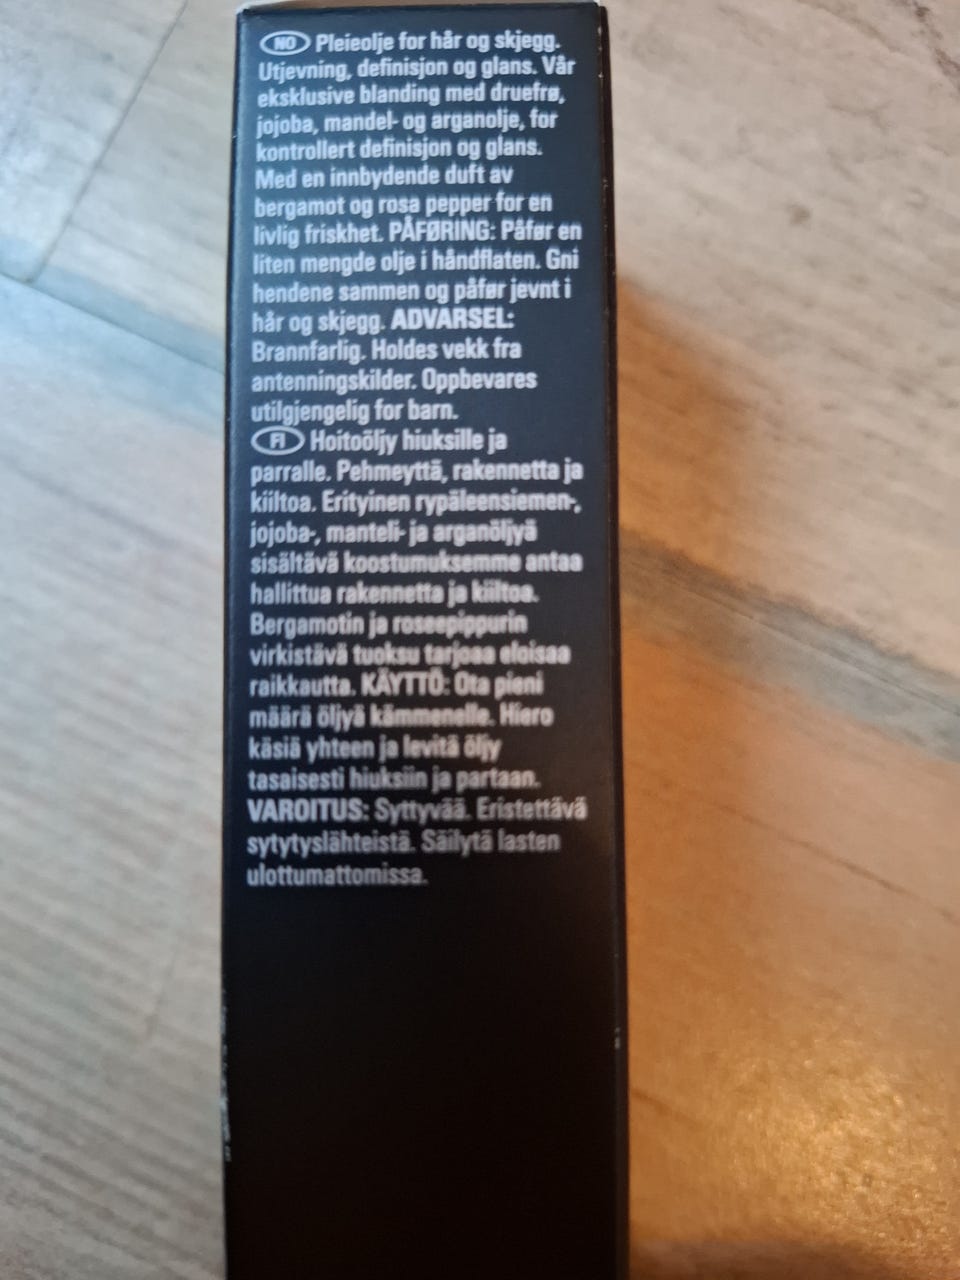 NO Pleieolje for hår og skjegg.
Utjevning, definisjon og glans. Vår
eksklusive blanding med druefrø,
jojoba, mandel- og arganolje, for
kontrollert definisjon og glans.
Med en innbydende duft av
bergamot og rosa pepper for en
livlig friskhet. PÅFØRING: Påfør en
liten mengde olje i håndflaten. Gni
hendene sammen og påfør jevnt i
hår og skjegg. ADVARSEL:
Brannfarlig. Holdes vekk fra
antenningskilder. Oppbevares
utilgjengelig for barn.
FI Hoitoöljy hiuksille ja
parralle. Pehmeyttä, rakennetta ja
kiiltoa. Erityinen rypäleensiemen-,
jojoba-, manteli- ja arganöljyä
sisältävä koostumuksemme antaa
hallittua rakennetta ja kiiltoa.
Bergamotin ja roseepippurin
virkistävä tuoksu tarjoaa eloisaa
raikkautta. KÄYTTÖ: Ota pieni
määrä öljyä kämmenelle. Hiero
käsiä yhteen ja levitä öljy
tasaisesti hiuksiin ja partaan.
VAROITUS: Syttyvää. Eristettävä
sytytyslähteistä. Säilytä lasten
ulottumattomissa.